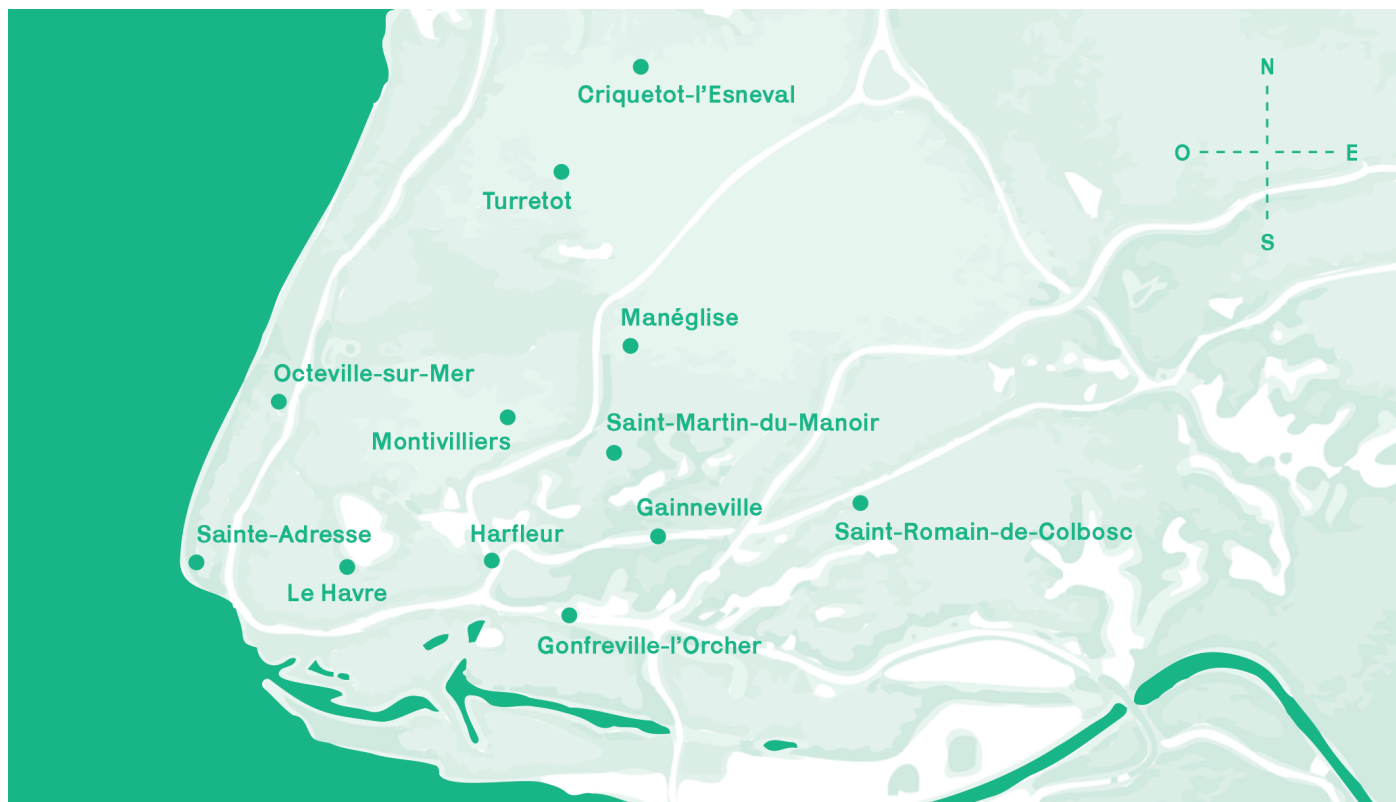 N
Criquetot-l'Esneval
O
E
Turretot
S
Manéglise
Octeville-sur-Mer
Saint-Martin-du-Manoir
Montivilliers
Gainneville
Sainte-Adresse
Harfleur
Saint-Romain-de-Colbosc
Le Havre
Gonfreville-l'Orcher